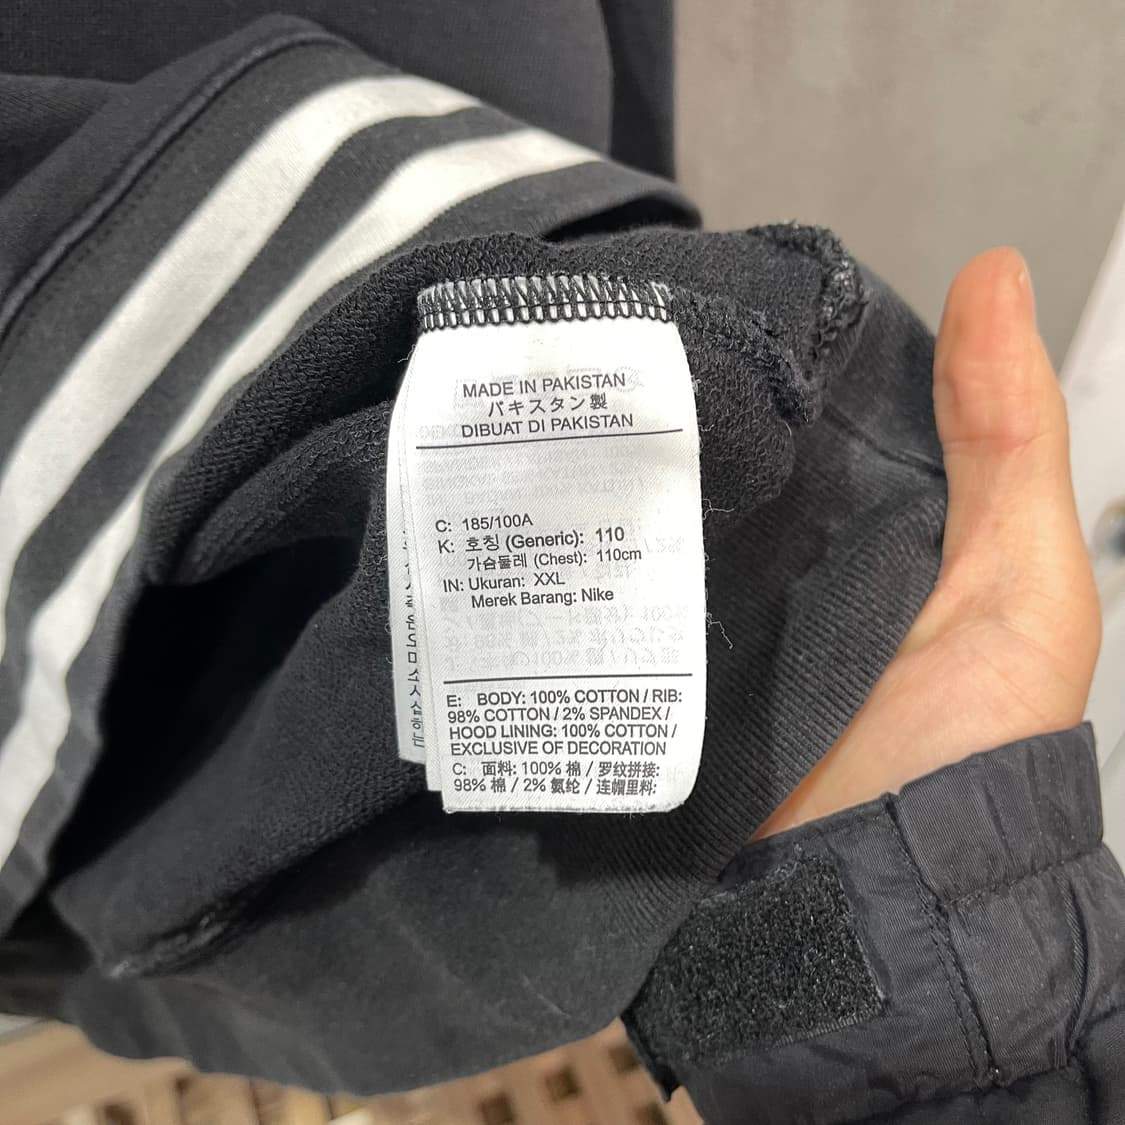 MADE IN PAKISTAN
パキスタン製
DIBUAT DI PAKISTAN
C: 185/100A
K: 호칭 (Generic): 110
가슴둘레 (Chest): 110cm
IN: Ukuran: XXL
Merek Barang: Nike
E: BODY: 100% COTTON / RIB:
98% COTTON / 2% SPANDEX /
HOOD LINING: 100% COTTON /
EXCLUSIVE OF DECORATION
C: 面料: 100% 棉 / 罗纹拼接:
98% 棉 / 2% 氨纶 / 连帽里料: